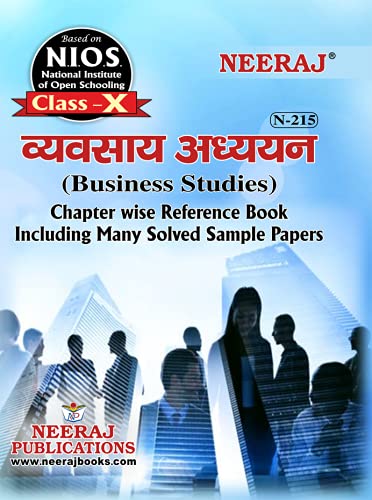 Based on
N.I.O.S.
National Institute
of Open Schooling
Class –X
NEERAJ®
N-215
व्यवसाय अध्ययन
(Business Studies)
Chapter wise Reference Book
Including Many Solved Sample Papers
NEERAJ
PUBLICATIONS
www.neerajbooks.com